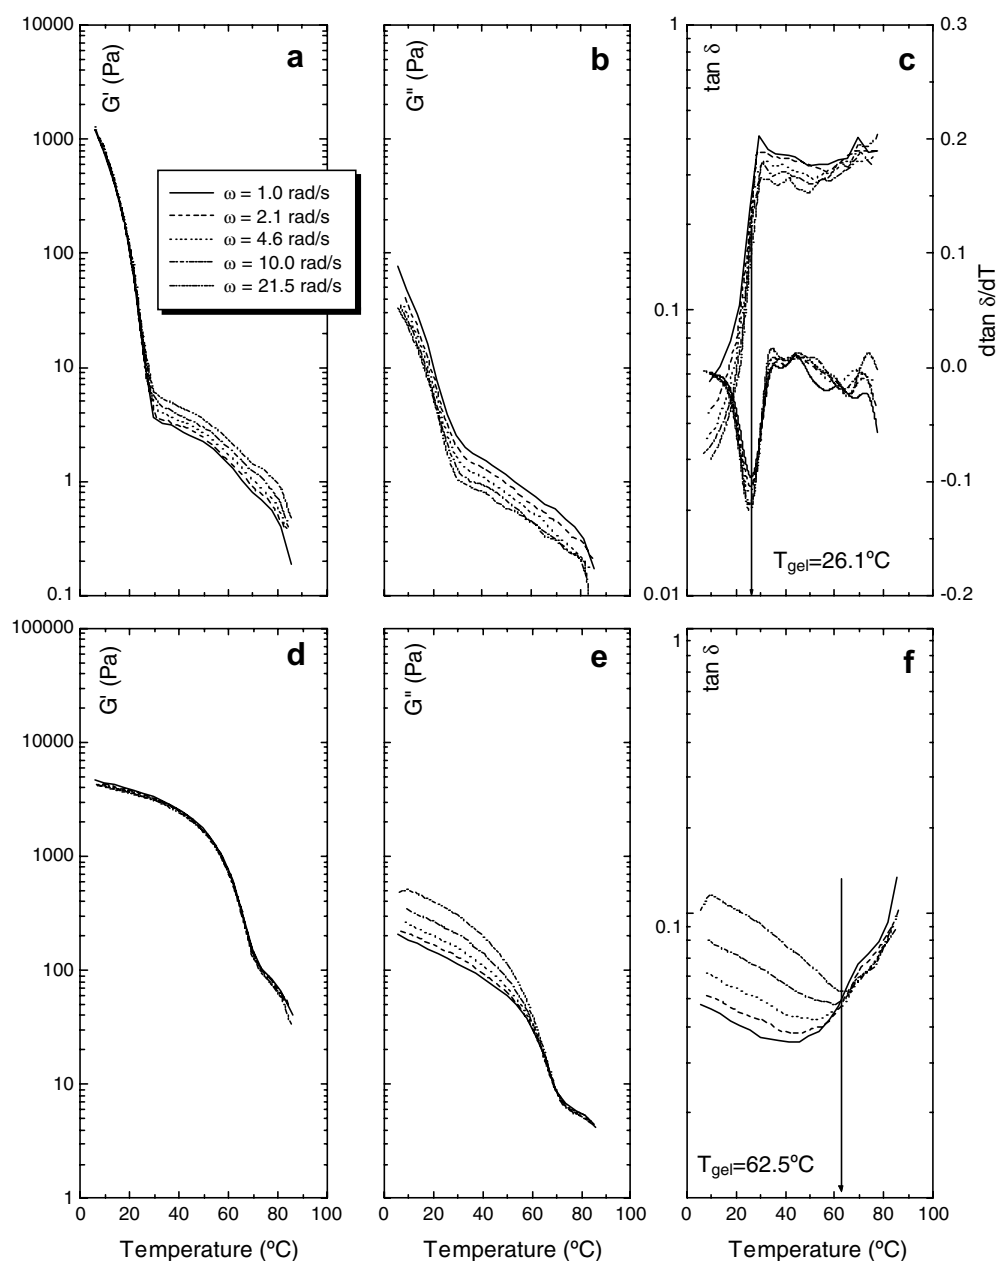 10000
1000
100
10
1
0.1
G' (Pa)
a
ω = 1.0 rad/s
ω = 2.1 rad/s
ω = 4.6 rad/s
ω = 10.0 rad/s
ω = 21.5 rad/s
G'' (Pa)
b
1
0.1
0.01
tan δ
c
T gel=26.1ºC
0.3
0.2
0.1
0.0
-0.1
-0.2
dtan δ/dT
100000
10000
1000
100
10
1
G' (Pa)
d
0 20 40 60 80 100
Temperature (ºC)
G'' (Pa)
e
0 20 40 60 80 100
Temperature (ºC)
1
0.1
tan δ
f
T gel=62.5ºC
0 20 40 60 80 100
Temperature (ºC)